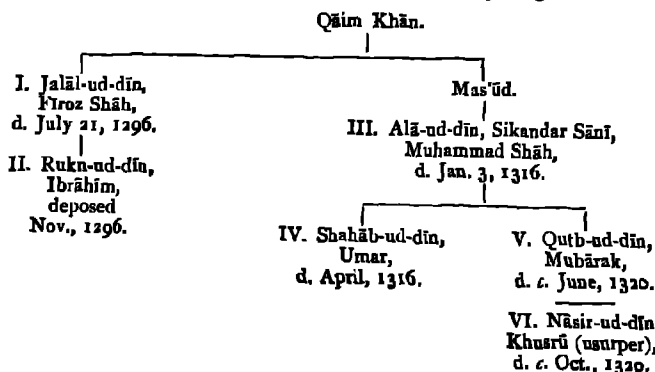 Qāim Khān.
I. Jalāl-ud-dīn,
Fīroz Shāh,
d. July 21, 1296.
II. Rukn-ud-dīn,
Ibrāhīm,
deposed
Nov., 1296.
Mas'ūd.
III. Alā-ud-dīn, Sikandar Sānī,
Muhammad Shāh,
d. Jan. 3, 1316.
IV. Shahāb-ud-dīn,
Umar,
d. April, 1316.
V. Qutb-ud-dīn,
Mubārak,
d. c. June, 1320.
VI. Nāsir-ud-dīn
Khusrū (usurper),
d. c. Oct., 1320.